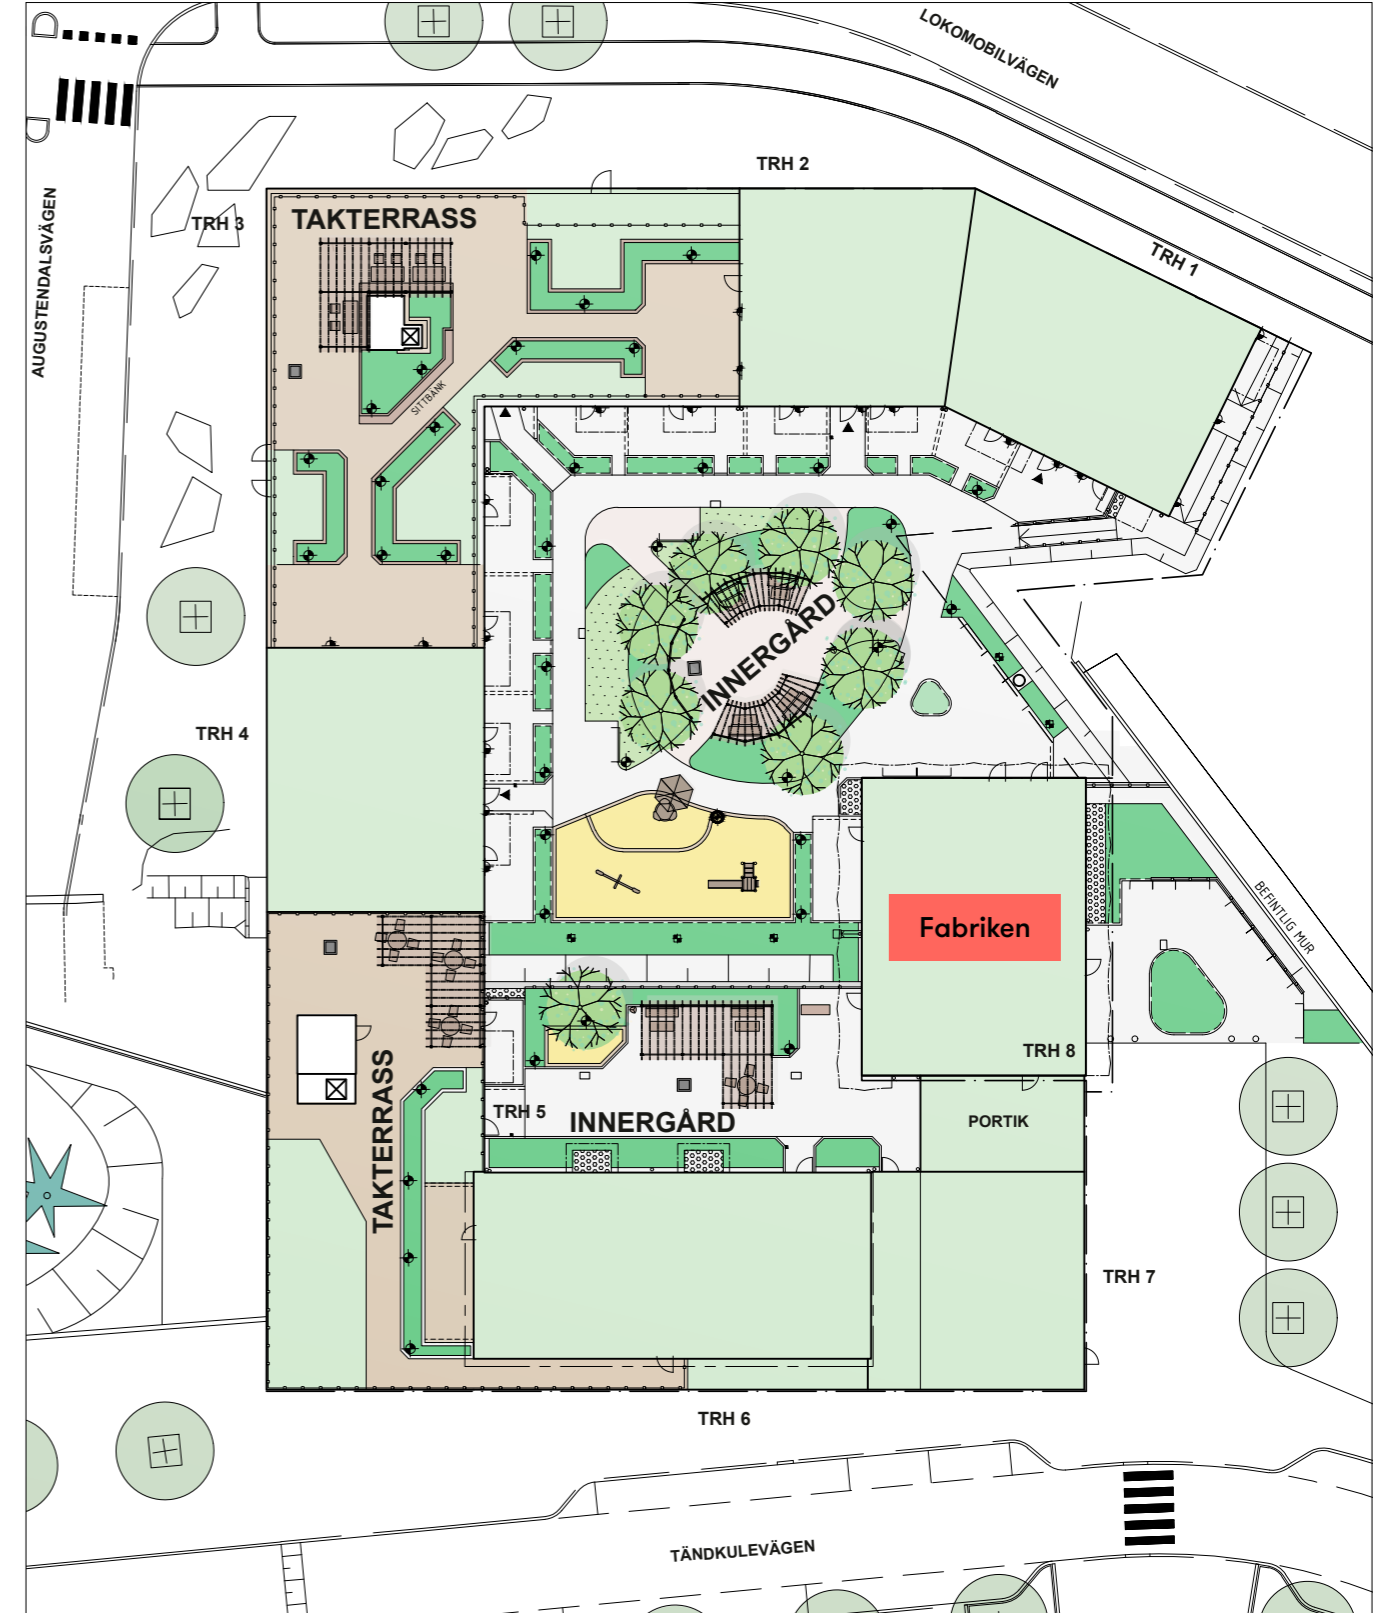 LOKOMOBILVÄGEN
TRH 2
AUGUSTENDALSVÄGEN
TRH 3
TAKTERRASS
TRH 1
SITTBÄNK
INNERGÅRD
TRH 4
BEFINTLIG MUR
Fabriken
TRH 8
TAKTERRASS
TRH 5
INNERGÅRD
PORTIK
TRH 7
TRH 6
TÄNDKULEVÄGEN